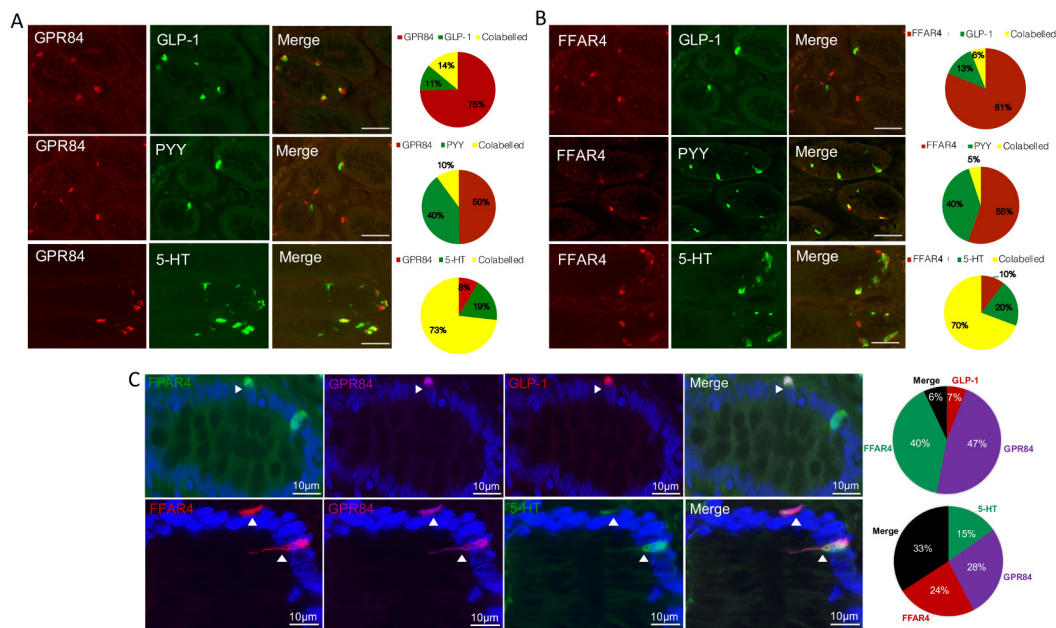 A
GPR84
GLP-1
Merge
GPR84 GLP-1 Colabelled
14%
11%
75%
GPR84
PYY
Merge
GPR84 PYY Colabelled
10%
40%
50%
GPR84
5-HT
Merge
GPR84 5-HT Colabelled
8%
19%
73%
B
FFAR4
GLP-1
Merge
FFAR4 GLP-1 Colabelled
6%
13%
81%
FFAR4
PYY
Merge
FFAR4 PYY Colabelled
5%
40%
55%
FFAR4
5-HT
Merge
FFAR4 5-HT Colabelled
10%
20%
70%
C
FFAR4
10μm
GPR84
10μm
GLP-1
10μm
Merge
10μm
Merge
GLP-1
6%
7%
FFAR4
40%
47%
GPR84
FFAR4
10μm
GPR84
10μm
5-HT
10μm
Merge
10μm
5-HT
Merge
15%
33%
28%
GPR84
24%
FFAR4